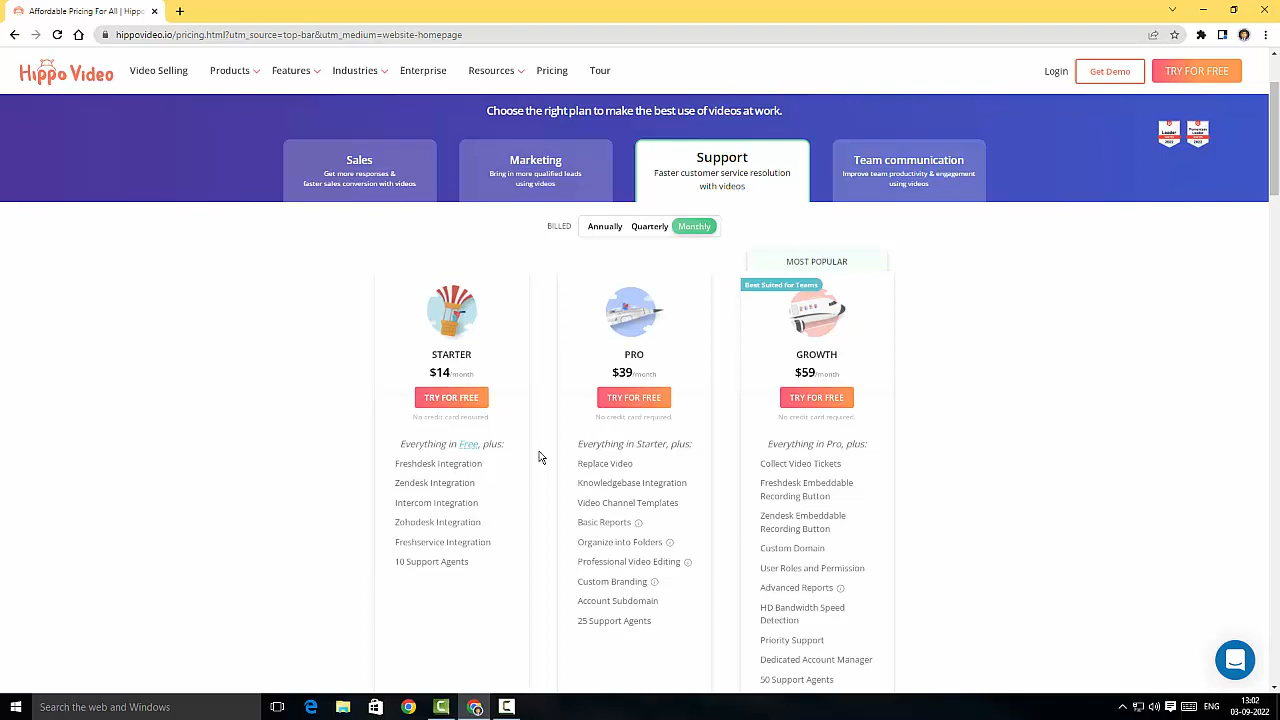 Affordable Pricing For All | Hippo
hippovideo.io/pricing.html?utm_source=top-bar&utm_medium=website-homepage
Hippo Video
Video Selling
Products
Features
Industries
Enterprise
Resources
Pricing
Tour
Login
Get Demo
TRY FOR FREE
Choose the right plan to make the best use of videos at work.
Leader
2022
Momentum Leader
2022
Sales
Get more responses &
faster sales conversion with videos
Marketing
Bring in more qualified leads
using videos
Support
Faster customer service resolution
with videos
Team communication
Improve team productivity & engagement
using videos
BILLED
Annually
Quarterly
Monthly
STARTER
$14/month
TRY FOR FREE
No credit card required
Everything in Free, plus:
Freshdesk Integration
Zendesk Integration
Intercom Integration
Zohodesk Integration
Freshservice Integration
10 Support Agents
PRO
$39/month
TRY FOR FREE
No credit card required.
Everything in Starter, plus:
Replace Video
Knowledgebase Integration
Video Channel Templates
Basic Reports
Organize into Folders
Professional Video Editing
Custom Branding
Account Subdomain
25 Support Agents
MOST POPULAR
Best Suited for Teams
GROWTH
$59/month
TRY FOR FREE
No credit card required.
Everything in Pro, plus:
Collect Video Tickets
Freshdesk Embeddable
Recording Button
Zendesk Embeddable
Recording Button
Custom Domain
User Roles and Permission
Advanced Reports
HD Bandwidth Speed
Detection
Priority Support
Dedicated Account Manager
50 Support Agents
Search the web and Windows
ENG
13:02
03-09-2022